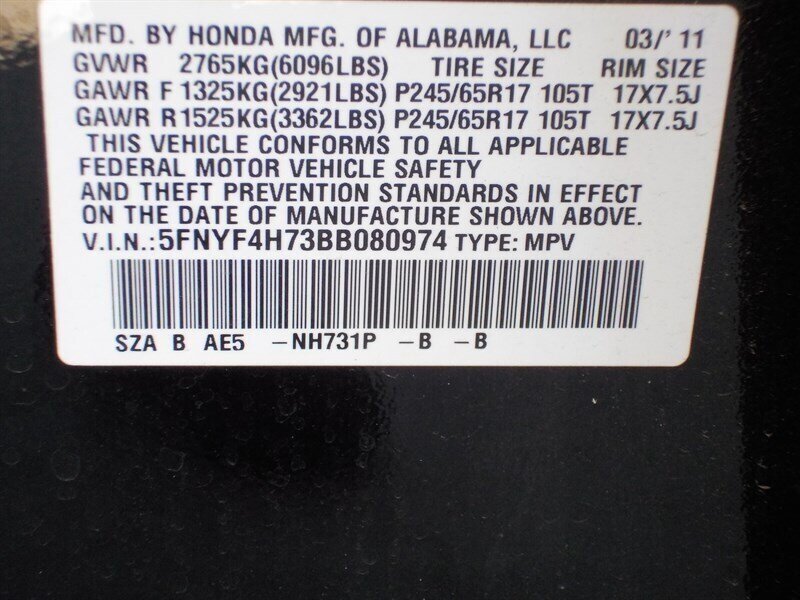 MFD. BY HONDA MFG. OF ALABAMA, LLC 03/'11
GVWR 2765KG(6096LBS) TIRE SIZE RIM SIZE
GAWR F 1325KG(2921LBS) P245/65R17 105T 17X7.5J
GAWR R 1525KG(3362LBS) P245/65R17 105T 17X7.5J
THIS VEHICLE CONFORMS TO ALL APPLICABLE
FEDERAL MOTOR VEHICLE SAFETY
AND THEFT PREVENTION STANDARDS IN EFFECT
ON THE DATE OF MANUFACTURE SHOWN ABOVE.
V.I.N.:5FNYF4H73BB080974 TYPE: MPV
SZA B AE5 -NH731P -B -B